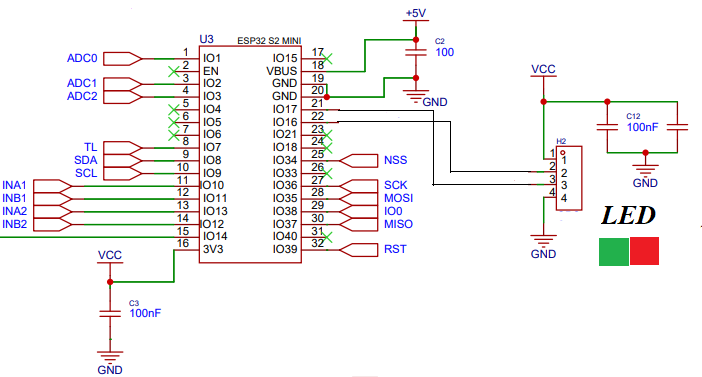 U3
ESP32 S2 MINI
ADC0 1 IO1 IO15 17
2 EN VBUS 18
ADC1 3 IO2 GND 19
ADC2 4 IO3 GND 20
5 IO4 IO17 21
6 IO5 IO16 22
7 IO6 IO21 23
TL 8 IO7 IO18 24
SDA 9 IO8 IO34 25 NSS
SCL 10 IO9 IO33 26
INA1 11 IO10 IO36 27 SCK
INB1 12 IO11 IO35 28 MOSI
INA2 13 IO13 IO38 29 IO0
INB2 14 IO12 IO37 30 MISO
15 IO14 IO40 31
16 3V3 IO39 32 RST
+5V
C2
100
GND
VCC
C3
100nF
GND
VCC
C12
100nF
GND
H2
1 1
2 2
3 3
4 4
GND
LED